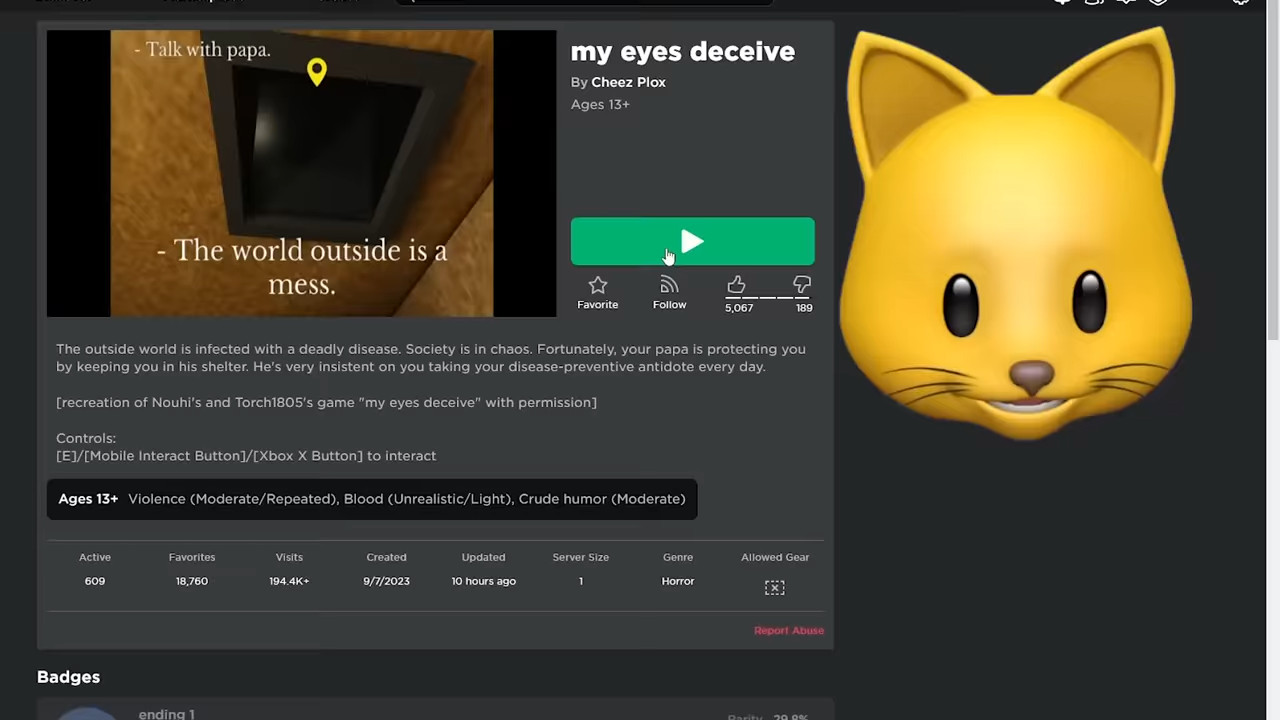 - Talk with papa.
- The world outside is a
mess.
my eyes deceive
By Cheez Plox
Ages 13+
Favorite
Follow
5,067
189
The outside world is infected with a deadly disease. Society is in chaos. Fortunately, your papa is protecting you
by keeping you in his shelter. He's very insistent on you taking your disease-preventive antidote every day.
[recreation of Nouhi's and Torch1805's game "my eyes deceive" with permission]
Controls:
[E]/[Mobile Interact Button]/[Xbox X Button] to interact
Ages 13+ Violence (Moderate/Repeated), Blood (Unrealistic/Light), Crude humor (Moderate)
Active Favorites Visits Created Updated Server Size Genre Allowed Gear
609 18,760 194.4K+ 9/7/2023 10 hours ago 1 Horror
Report Abuse
Badges
ending 1
Rarity 29.8%